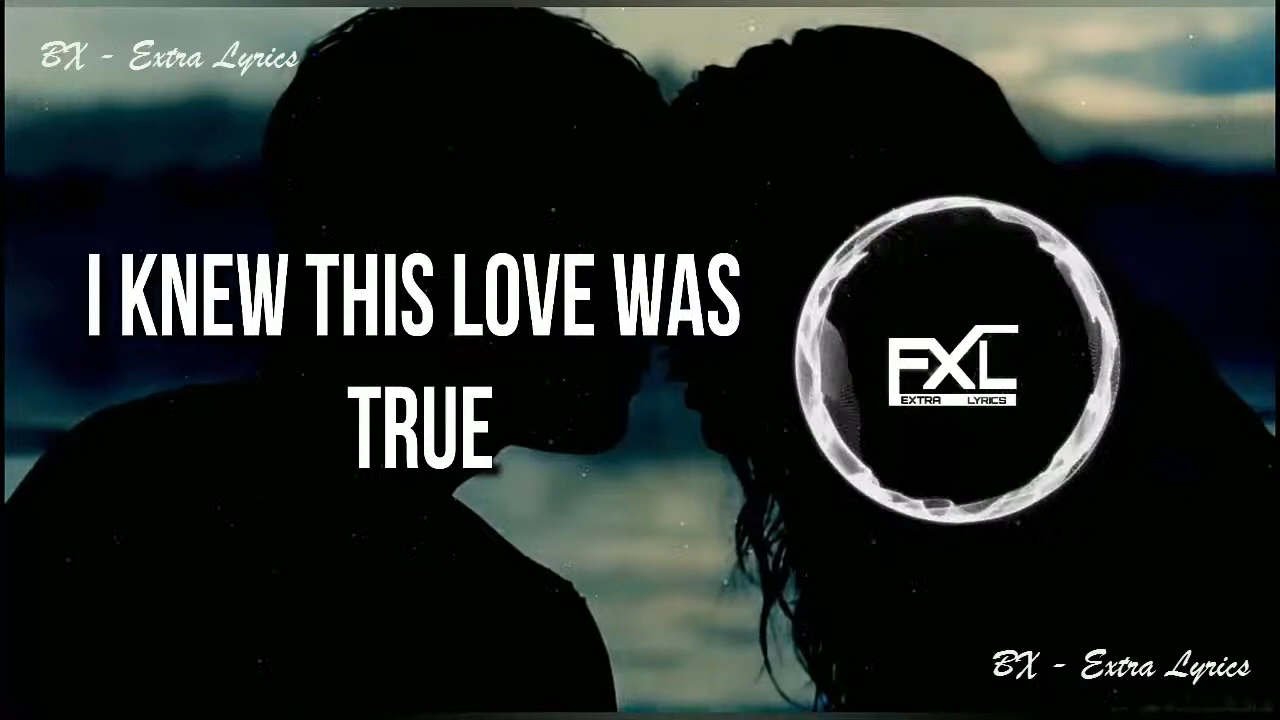 BX - Extra Lyrics
I KNEW THIS LOVE WAS
TRUE
FXL
EXTRA LYRICS
BX - Extra Lyrics